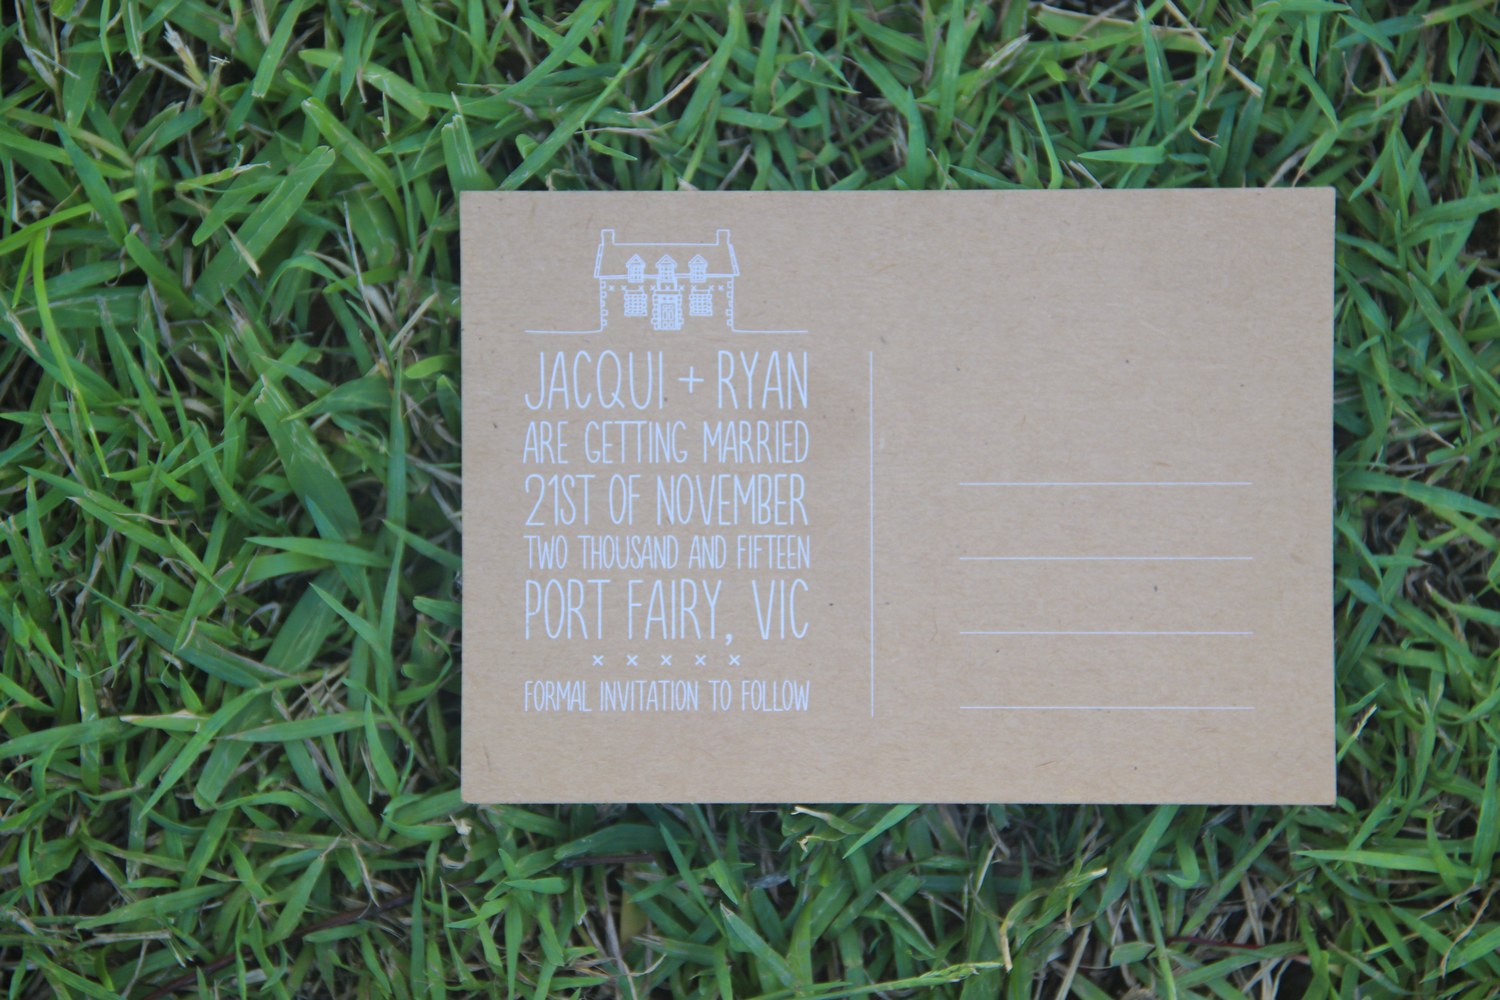 JACQUI + RYAN
ARE GETTING MARRIED
21ST OF NOVEMBER
TWO THOUSAND AND FIFTEEN
PORT FAIRY, VIC
x x x x x
FORMAL INVITATION TO FOLLOW